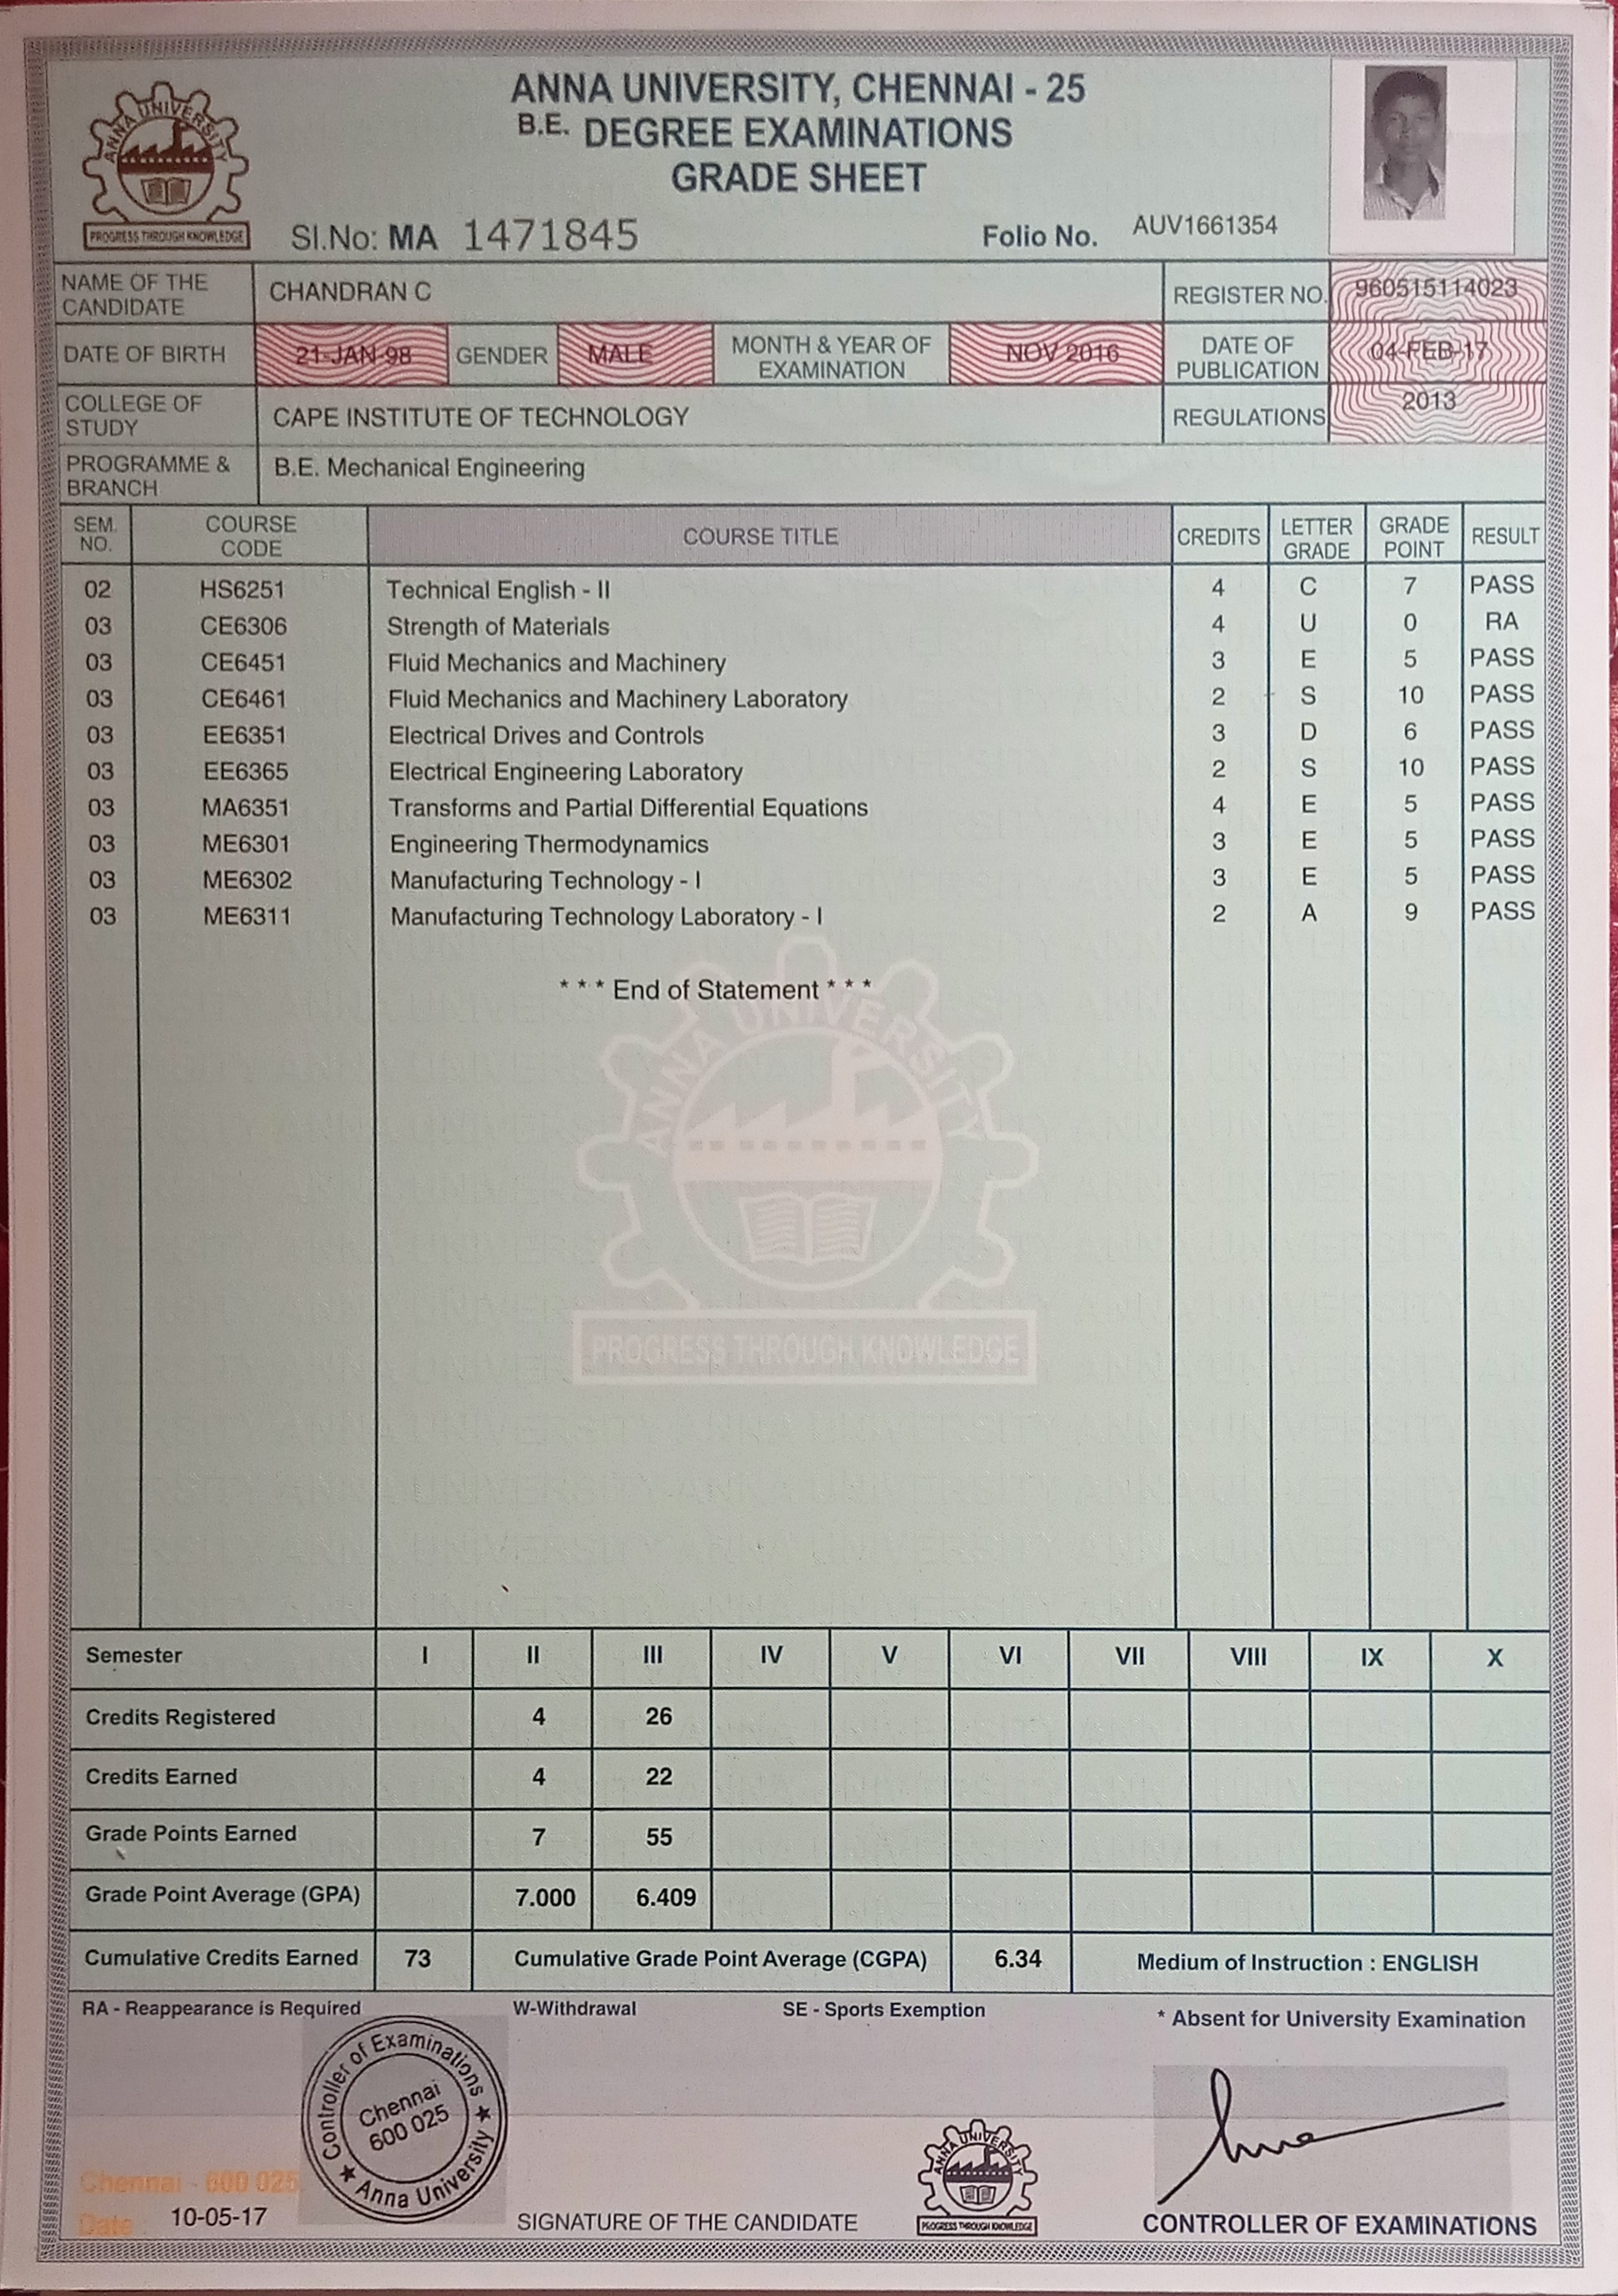 ANNA UNIVERSITY
PROGRESS THROUGH KNOWLEDGE
ANNA UNIVERSITY, CHENNAI - 25
B.E. DEGREE EXAMINATIONS
GRADE SHEET
Sl.No: MA 1471845 Folio No. AUV1661354
NAME OF THE CANDIDATE CHANDRAN C REGISTER NO. 960515114023
DATE OF BIRTH 21-JAN-98 GENDER MALE MONTH & YEAR OF EXAMINATION NOV 2016 DATE OF PUBLICATION 04-FEB-17
COLLEGE OF STUDY CAPE INSTITUTE OF TECHNOLOGY REGULATIONS 2013
PROGRAMME & BRANCH B.E. Mechanical Engineering
SEM. NO. COURSE CODE COURSE TITLE CREDITS LETTER GRADE GRADE POINT RESULT
02 HS6251 Technical English - II 4 C 7 PASS
03 CE6306 Strength of Materials 4 U 0 RA
03 CE6451 Fluid Mechanics and Machinery 3 E 5 PASS
03 CE6461 Fluid Mechanics and Machinery Laboratory 2 S 10 PASS
03 EE6351 Electrical Drives and Controls 3 D 6 PASS
03 EE6365 Electrical Engineering Laboratory 2 S 10 PASS
03 MA6351 Transforms and Partial Differential Equations 4 E 5 PASS
03 ME6301 Engineering Thermodynamics 3 E 5 PASS
03 ME6302 Manufacturing Technology - I 3 E 5 PASS
03 ME6311 Manufacturing Technology Laboratory - I 2 A 9 PASS
* * * End of Statement * * *
ANNA UNIVERSITY
PROGRESS THROUGH KNOWLEDGE
Semester I II III IV V VI VII VIII IX X
Credits Registered 4 26
Credits Earned 4 22
Grade Points Earned 7 55
Grade Point Average (GPA) 7.000 6.409
Cumulative Credits Earned 73 Cumulative Grade Point Average (CGPA) 6.34 Medium of Instruction : ENGLISH
RA - Reappearance is Required W-Withdrawal SE - Sports Exemption * Absent for University Examination
Controller of Examinations
Chennai
600 025
★ Anna University ★
Chennai - 600 025
Date 10-05-17
ANNA UNIVERSITY
PROGRESS THROUGH KNOWLEDGE
SIGNATURE OF THE CANDIDATE CONTROLLER OF EXAMINATIONS